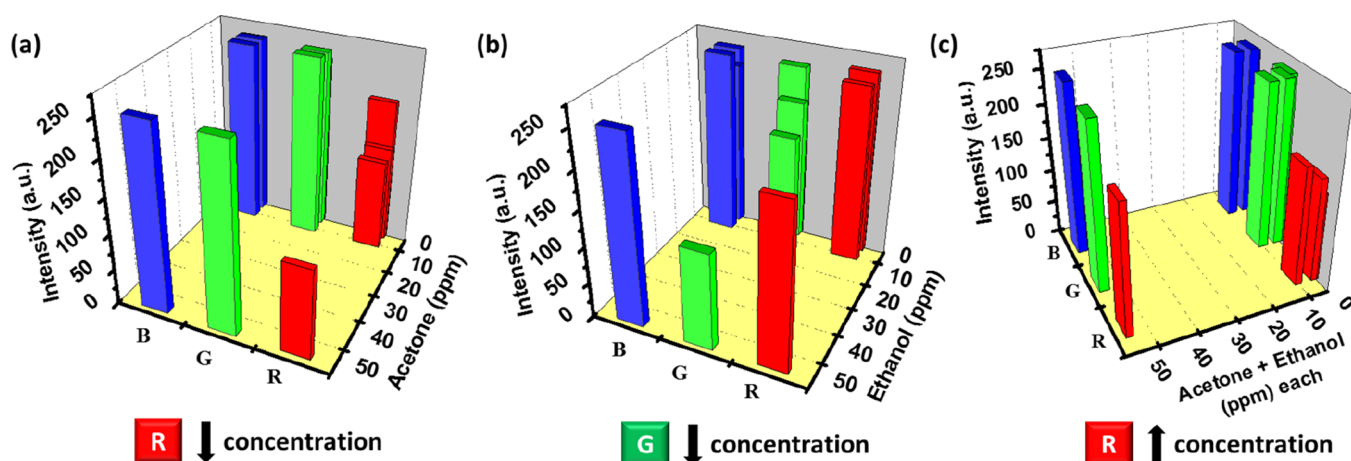 (a)
Intensity (a.u.)
250
200
150
100
50
0
B
G
R
0
10
20
30
40
50
Acetone (ppm)
R concentration
(b)
Intensity (a.u.)
250
200
150
100
50
0
B
G
R
0
10
20
30
40
50
Ethanol (ppm)
G concentration
(c)
Intensity (a.u.)
250
200
150
100
50
0
B
G
R
50
40
30
20
10
0
Acetone + Ethanol
(ppm) each
R concentration